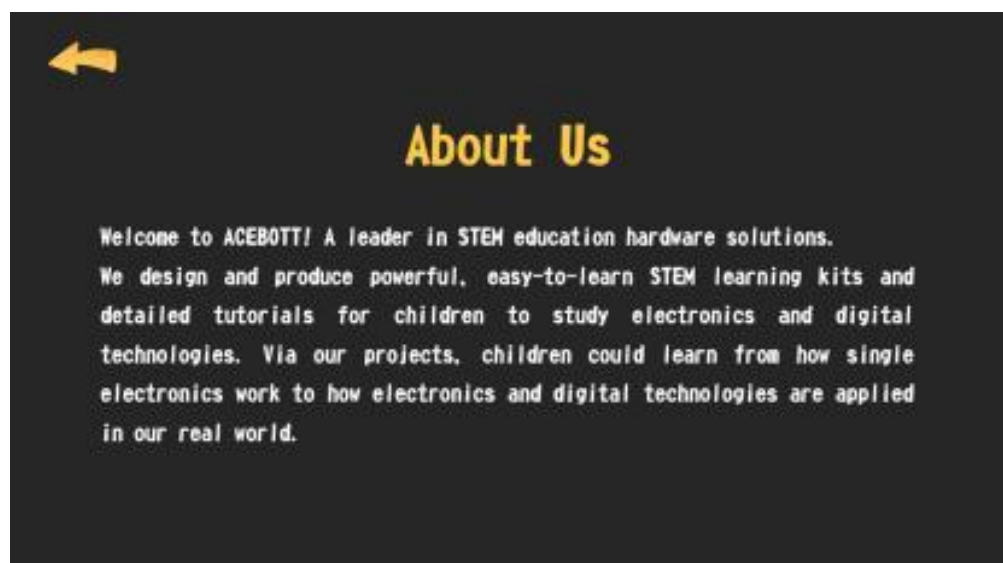 About Us
Welcome to ACEBOTT! A leader in STEM education hardware solutions.
We design and produce powerful, easy-to-learn STEM learning kits and
detailed tutorials for children to study electronics and digital
technologies. Via our projects, children could learn from how single
electronics work to how electronics and digital technologies are applied
in our real world.